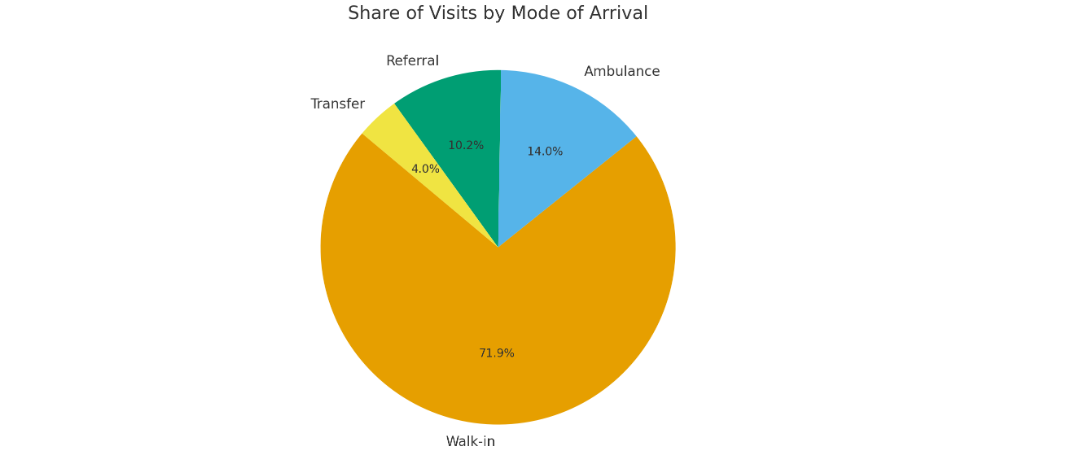 Share of Visits by Mode of Arrival
Referral
Ambulance
Transfer
10.2%
14.0%
4.0%
71.9%
Walk-in